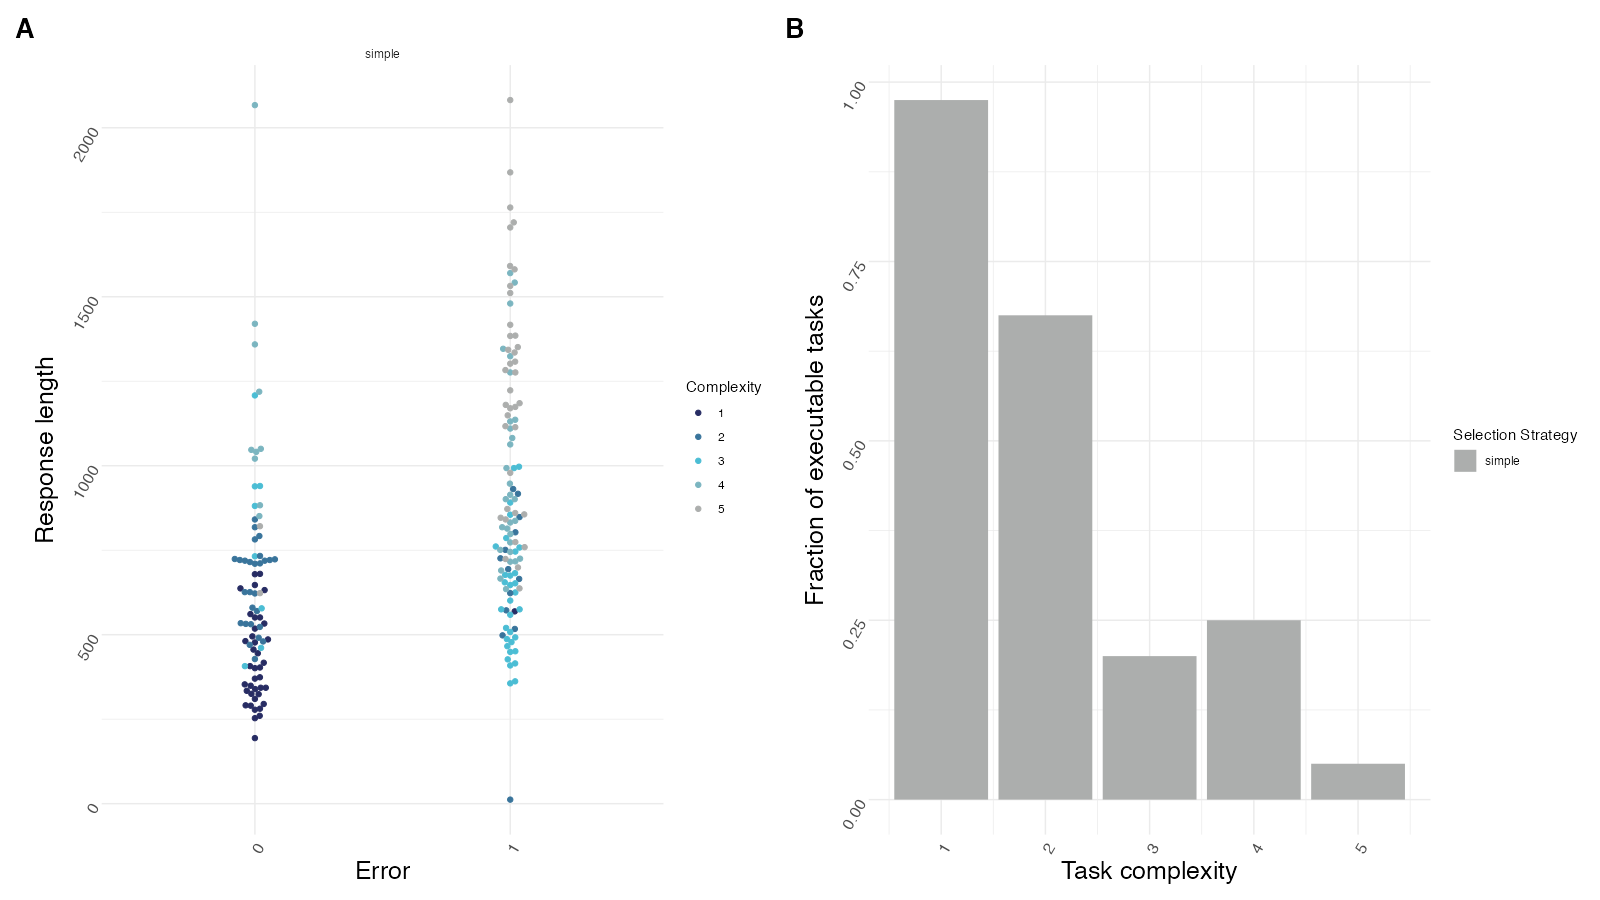 A
simple
2000
1500
1000
500
0
Response length
0
1
Error
Complexity
1
2
3
4
5
B
1.00
0.75
0.50
0.25
0.00
Fraction of executable tasks
1
2
3
4
5
Task complexity
Selection Strategy
simple